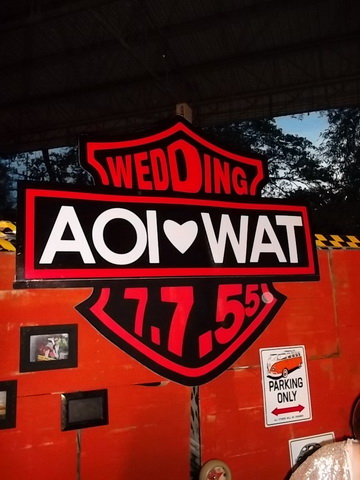 WEDDING
AOI♥WAT
7.7.55
PARKING
ONLY